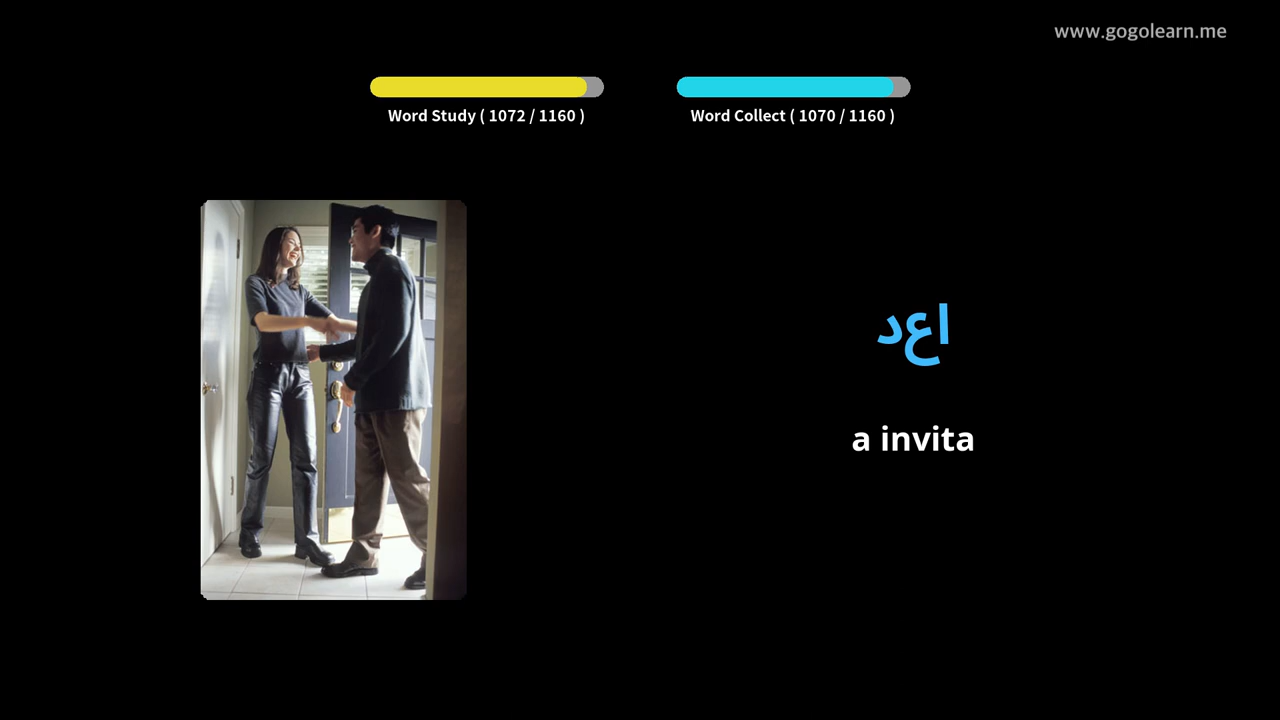 www.gogolearn.me
Word Study ( 1072 / 1160 )
Word Collect ( 1070 / 1160 )
دعا
a invita